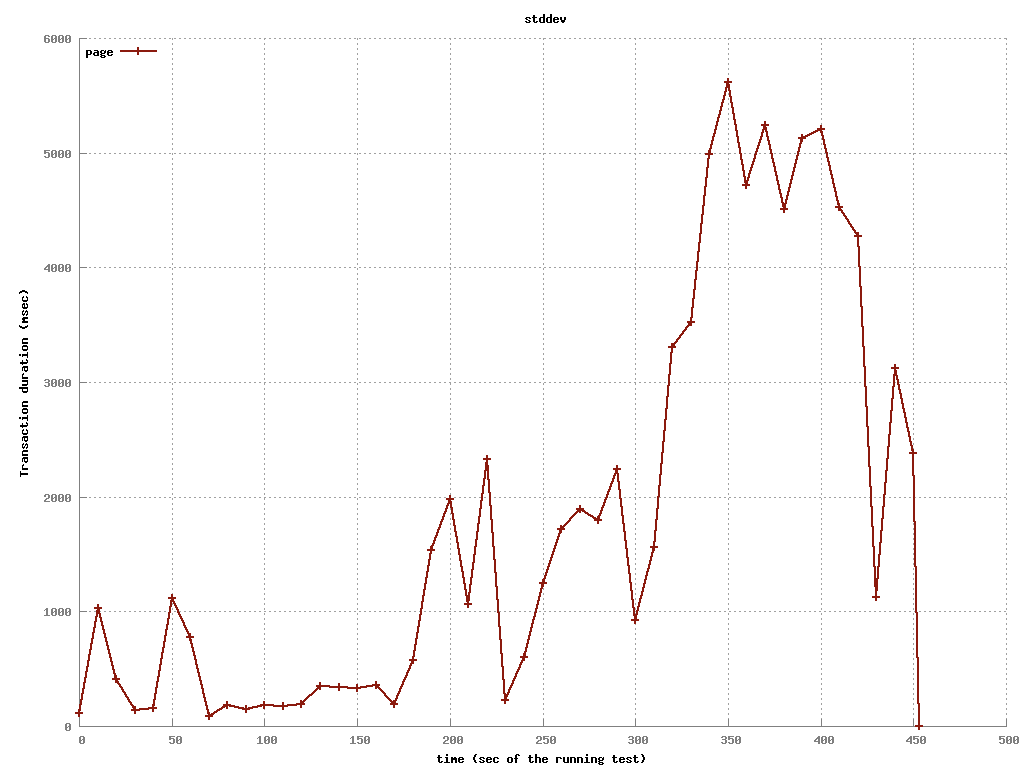 stddev
6000
page
5000
4000
3000
2000
1000
0
Transaction duration (msec)
0 50 100 150 200 250 300 350 400 450 500
time (sec of the running test)